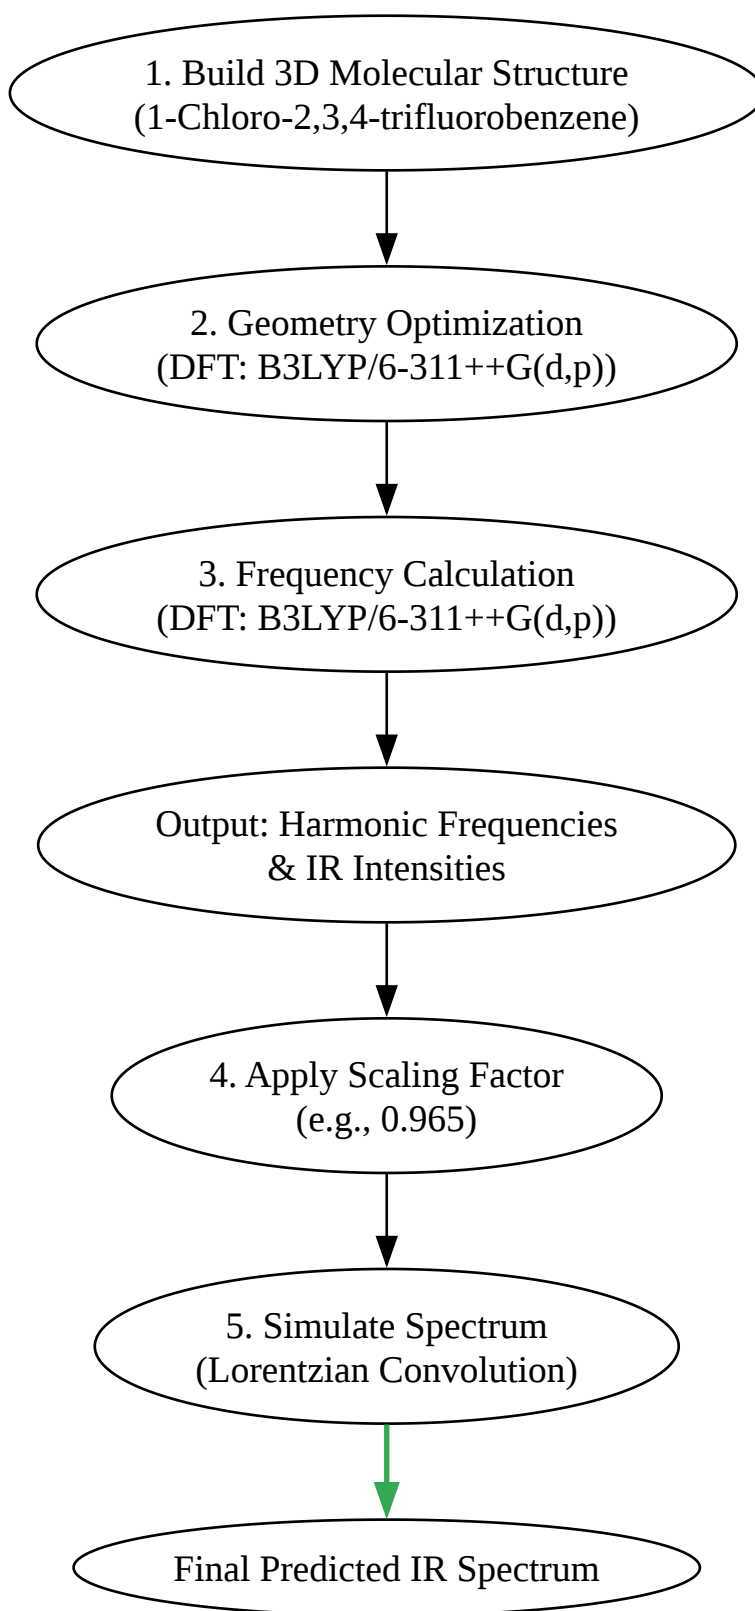 1. Build 3D Molecular Structure
(1-Chloro-2,3,4-trifluorobenzene)
2. Geometry Optimization
(DFT: B3LYP/6-311++G(d,p))
3. Frequency Calculation
(DFT: B3LYP/6-311++G(d,p))
Output: Harmonic Frequencies
& IR Intensities
4. Apply Scaling Factor
(e.g., 0.965)
5. Simulate Spectrum
(Lorentzian Convolution)
Final Predicted IR Spectrum